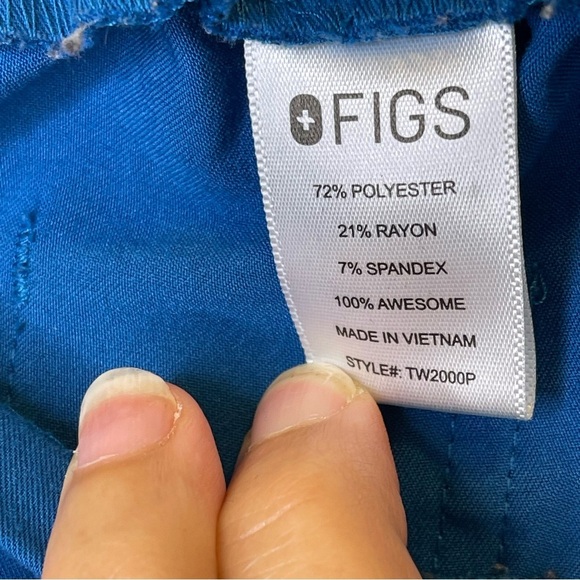 FIGS
72% POLYESTER
21% RAYON
7% SPANDEX
100% AWESOME
MADE IN VIETNAM
STYLE#: TW2000P